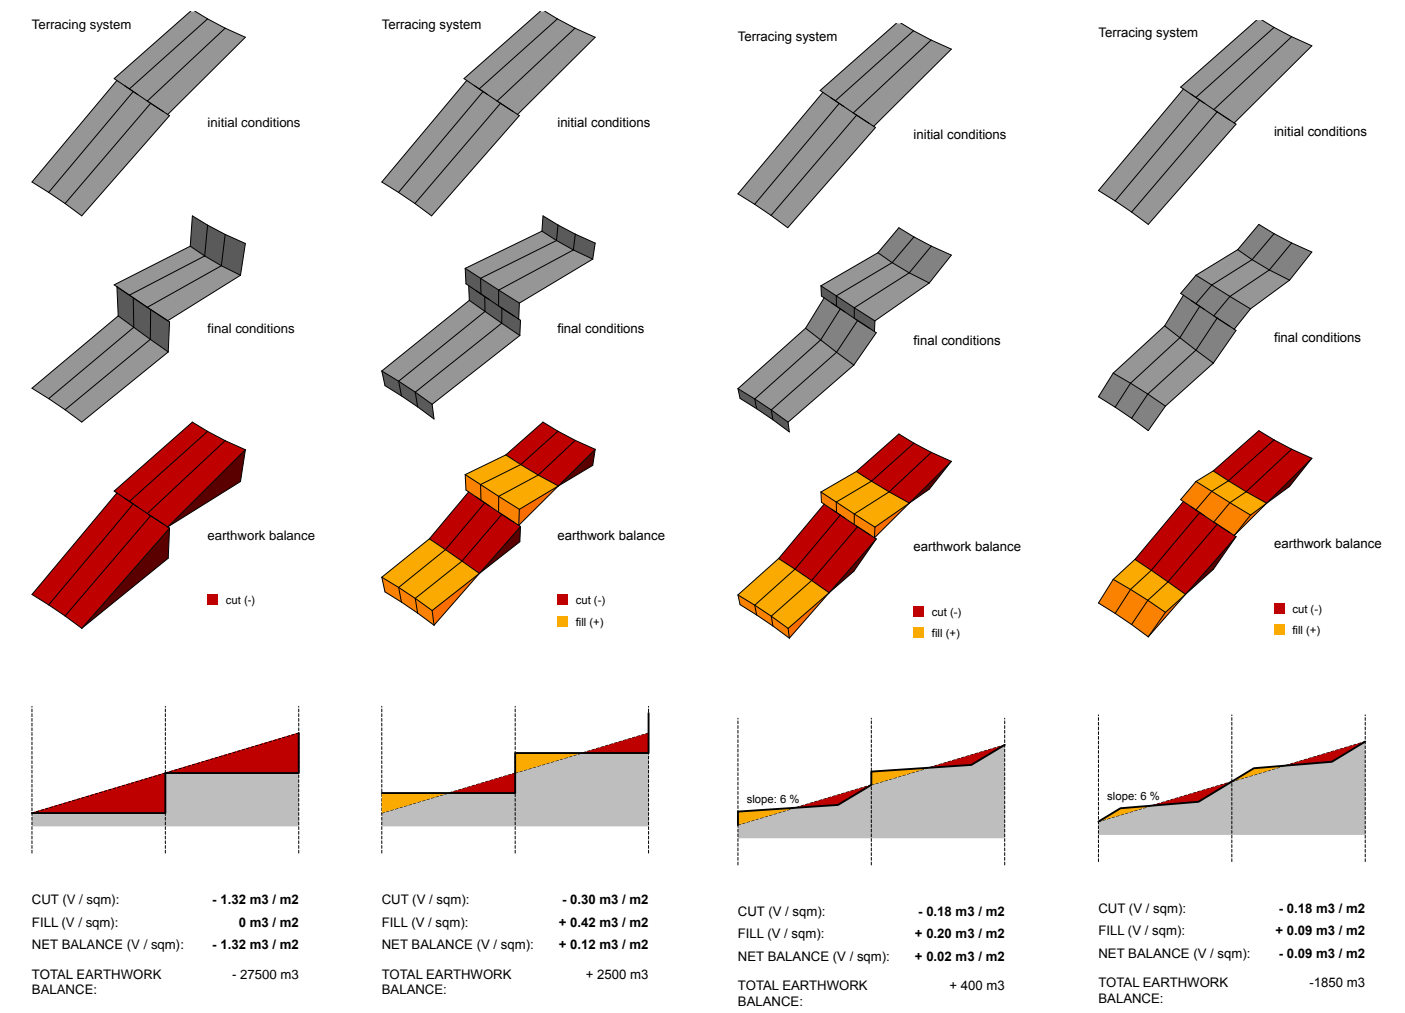 Terracing system
initial conditions
final conditions
earthwork balance
cut (-)
CUT (V / sqm): - 1.32 m3 / m2
FILL (V / sqm): 0 m3 / m2
NET BALANCE (V / sqm): - 1.32 m3 / m2
TOTAL EARTHWORK - 27500 m3
BALANCE:
Terracing system
initial conditions
final conditions
earthwork balance
cut (-)
fill (+)
CUT (V / sqm): - 0.30 m3 / m2
FILL (V / sqm): + 0.42 m3 / m2
NET BALANCE (V / sqm): + 0.12 m3 / m2
TOTAL EARTHWORK + 2500 m3
BALANCE:
Terracing system
initial conditions
final conditions
earthwork balance
cut (-)
fill (+)
slope: 6 %
CUT (V / sqm): - 0.18 m3 / m2
FILL (V / sqm): + 0.20 m3 / m2
NET BALANCE (V / sqm): + 0.02 m3 / m2
TOTAL EARTHWORK + 400 m3
BALANCE:
Terracing system
initial conditions
final conditions
earthwork balance
cut (-)
fill (+)
slope: 6 %
CUT (V / sqm): - 0.18 m3 / m2
FILL (V / sqm): + 0.09 m3 / m2
NET BALANCE (V / sqm): - 0.09 m3 / m2
TOTAL EARTHWORK -1850 m3
BALANCE: